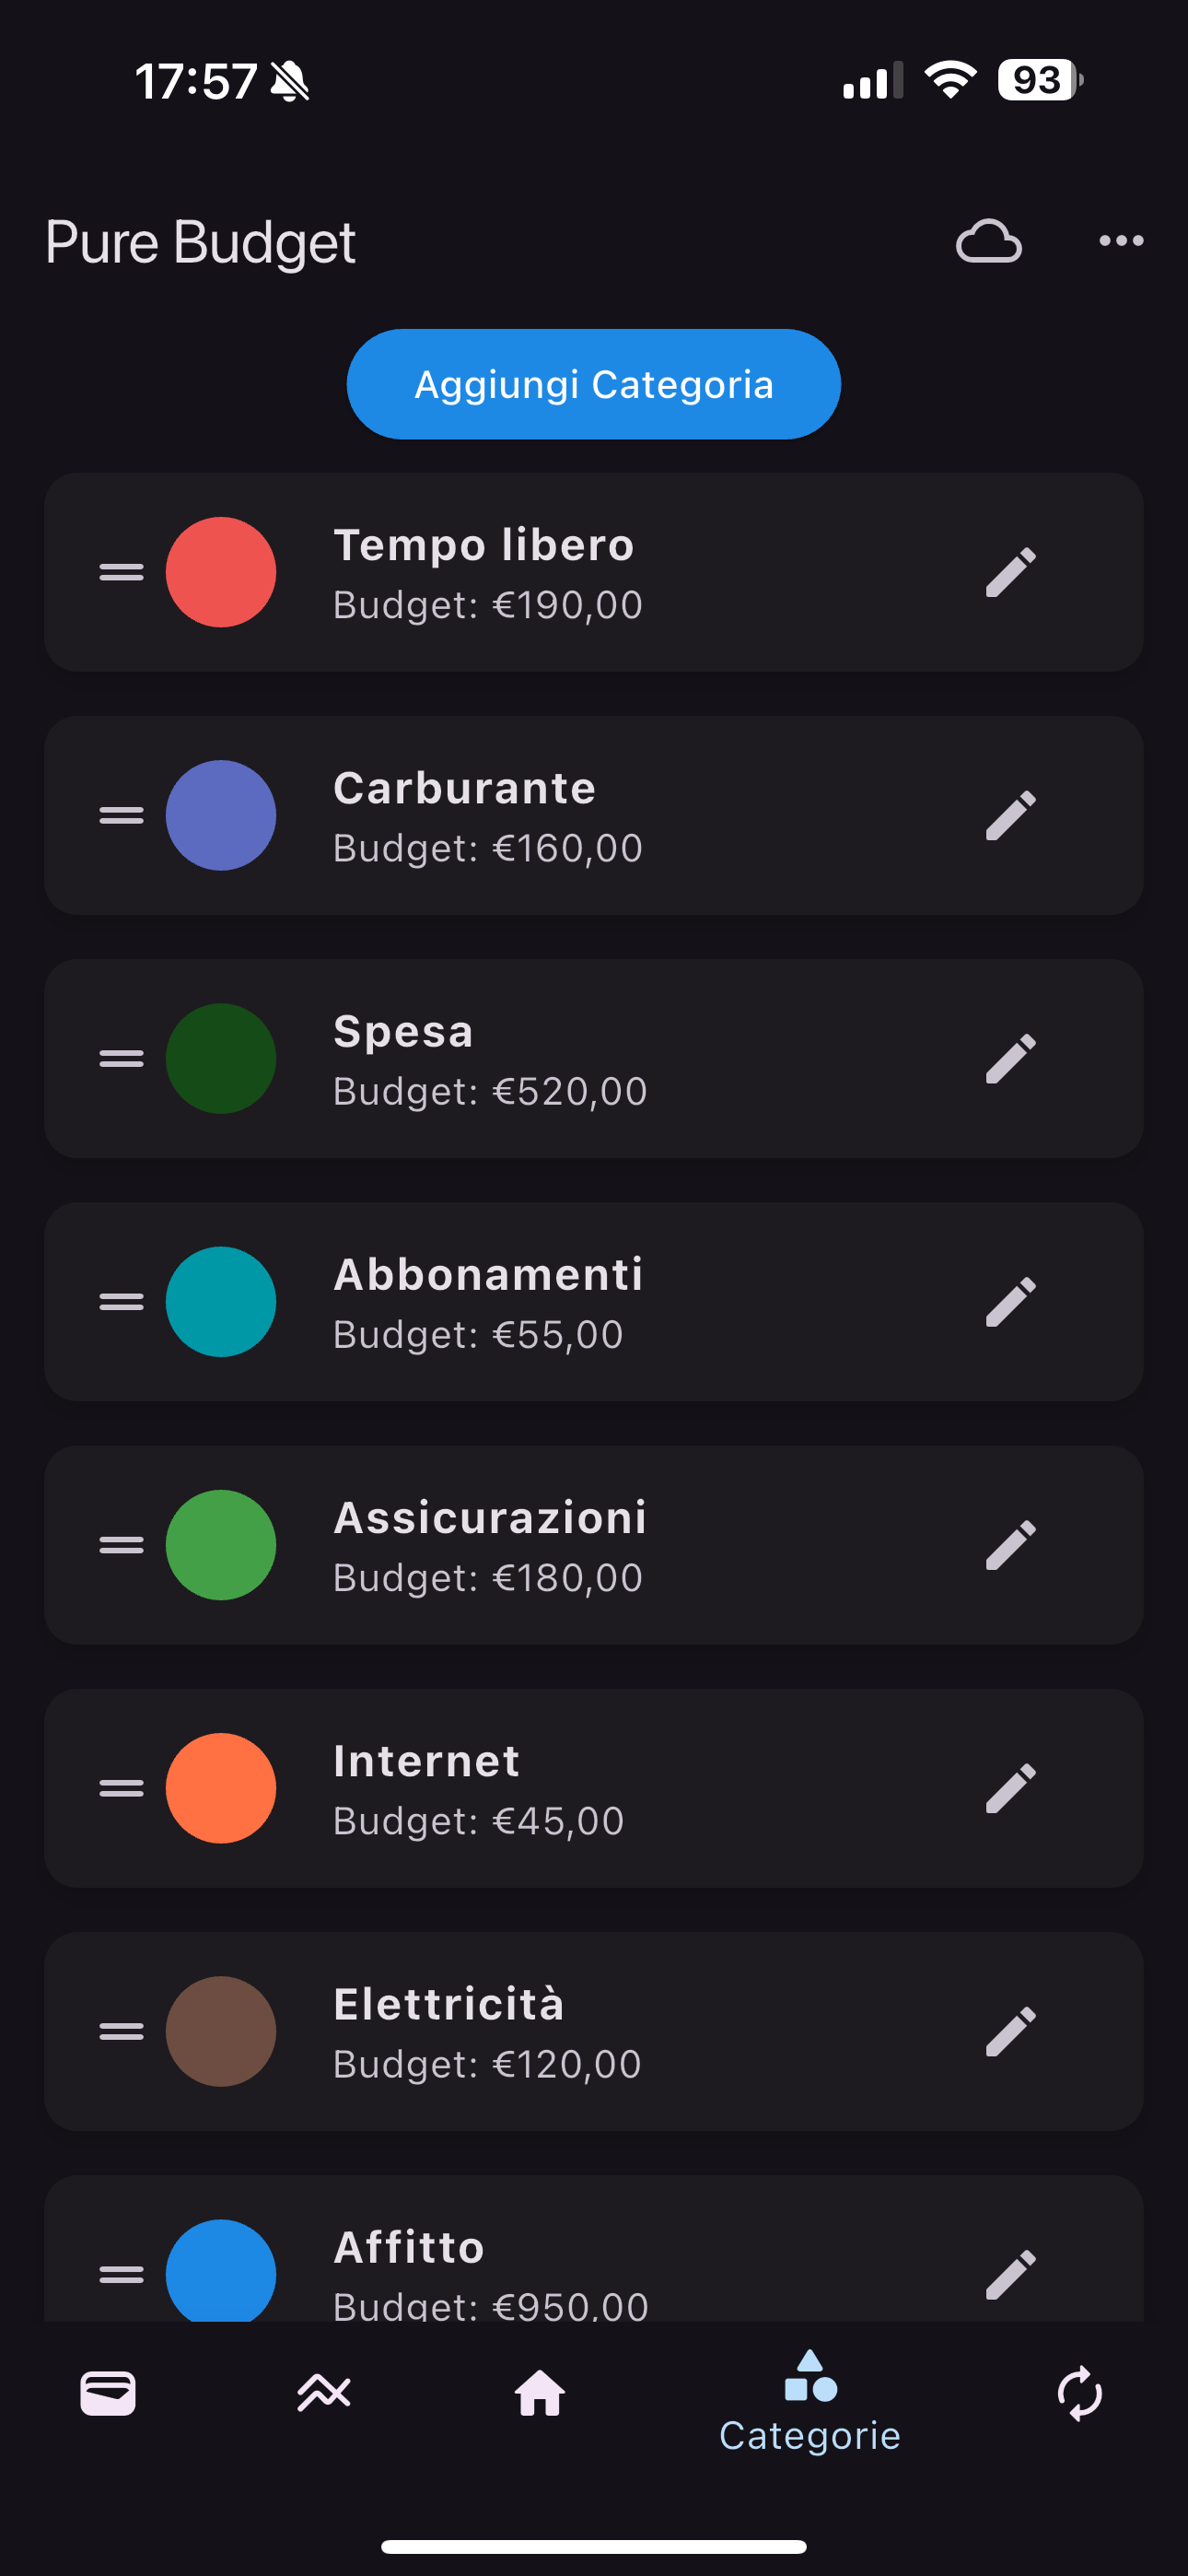 17:57
93
Pure Budget
Aggiungi Categoria
Tempo libero
Budget: €190,00
Carburante
Budget: €160,00
Spesa
Budget: €520,00
Abbonamenti
Budget: €55,00
Assicurazioni
Budget: €180,00
Internet
Budget: €45,00
Elettricità
Budget: €120,00
Affitto
Budget: €950,00
Categorie